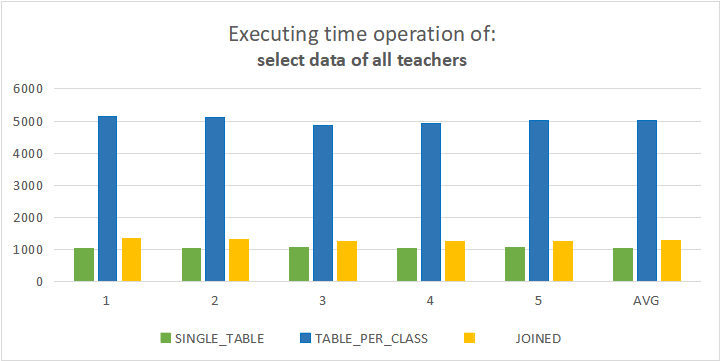 Executing time operation of:
select data of all teachers
6000
5000
4000
3000
2000
1000
0
1 2 3 4 5 AVG
SINGLE_TABLE TABLE_PER_CLASS JOINED